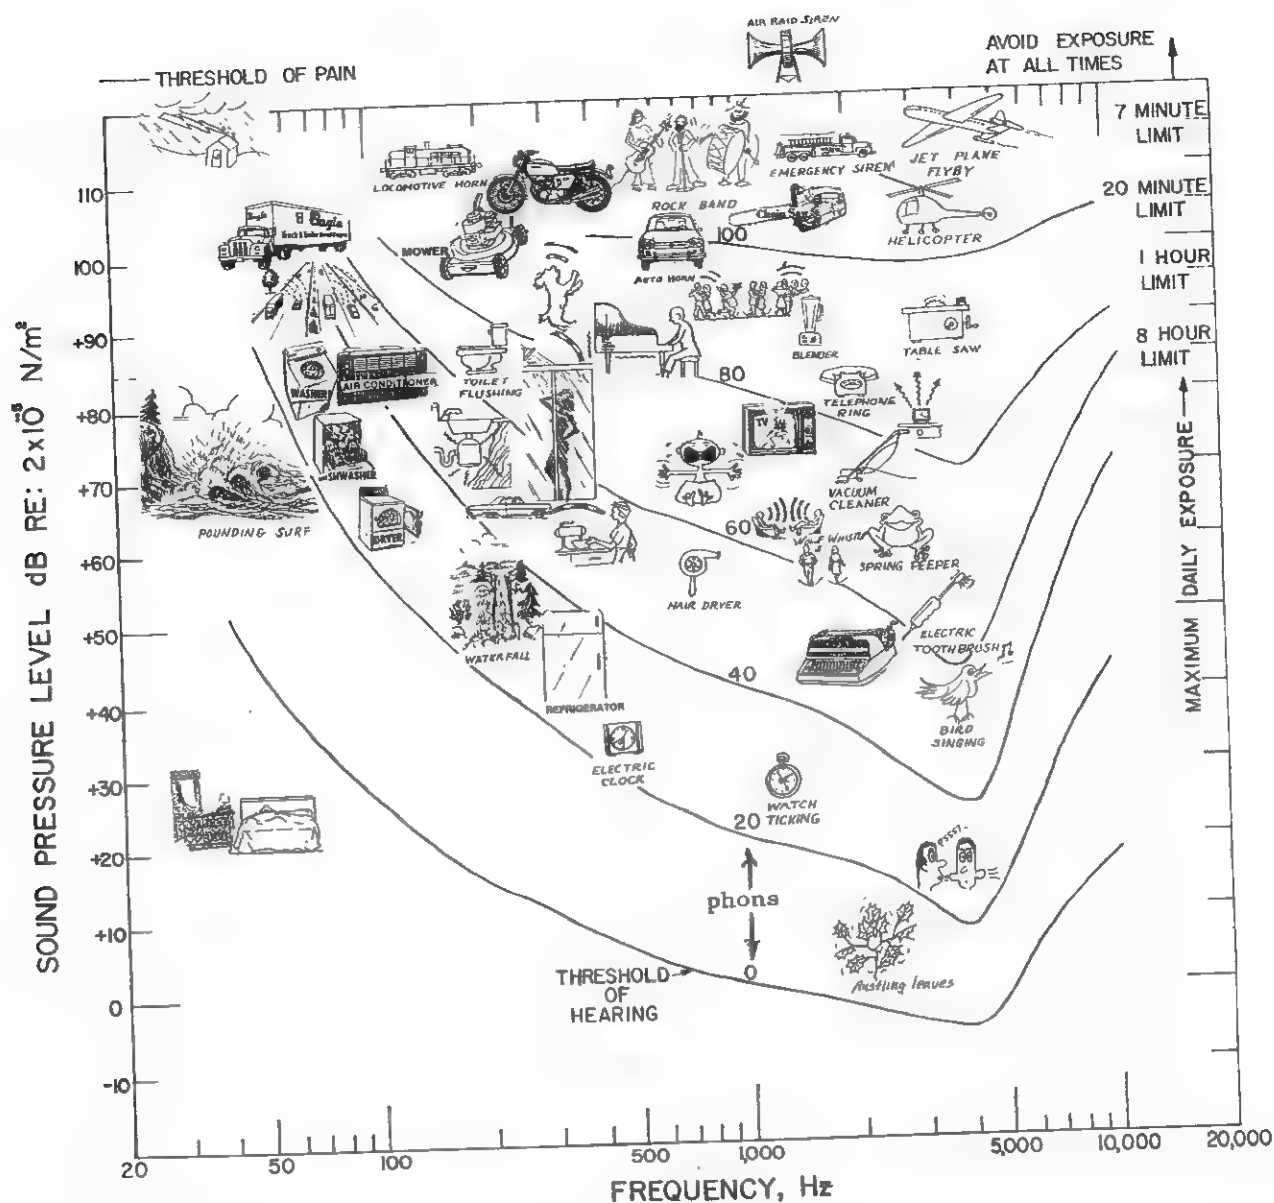 AIR RAID SIREN
AVOID EXPOSURE
AT ALL TIMES
THRESHOLD OF PAIN
7 MINUTE
LIMIT
LOCOMOTIVE HORN
ROCK BAND
EMERGENCY SIREN
JET PLANE
FLYBY
110
20 MINUTE
LIMIT
Eagle
Chain Saw
HELICOPTER
MOWER
100
AUTO HORN
100
1 HOUR
LIMIT
+90
BLENDER
TABLE SAW
8 HOUR
LIMIT
WASHER
AIR CONDITIONER
TOILET
FLUSHING
80
TELEPHONE
RING
+80
TV
DISHWASHER
+70
VACUUM
CLEANER
POUNDING SURF
DRYER
60
WOLF WHISTLE
SPRING PEEPER
+60
HAIR DRYER
WATERFALL
ELECTRIC
TOOTHBRUSH
+50
40
REFRIGERATOR
BIRD
SINGING
+40
ELECTRIC
CLOCK
+30
WATCH
TICKING
20
PSSST-
+20
phons
+10
THRESHOLD
OF
HEARING
0
Rustling leaves
0
-10
20
50
100
500
1,000
5,000
10,000
20,000
FREQUENCY, Hz
SOUND PRESSURE LEVEL dB RE: 2x10⁻⁵ N/m²
MAXIMUM DAILY EXPOSURE